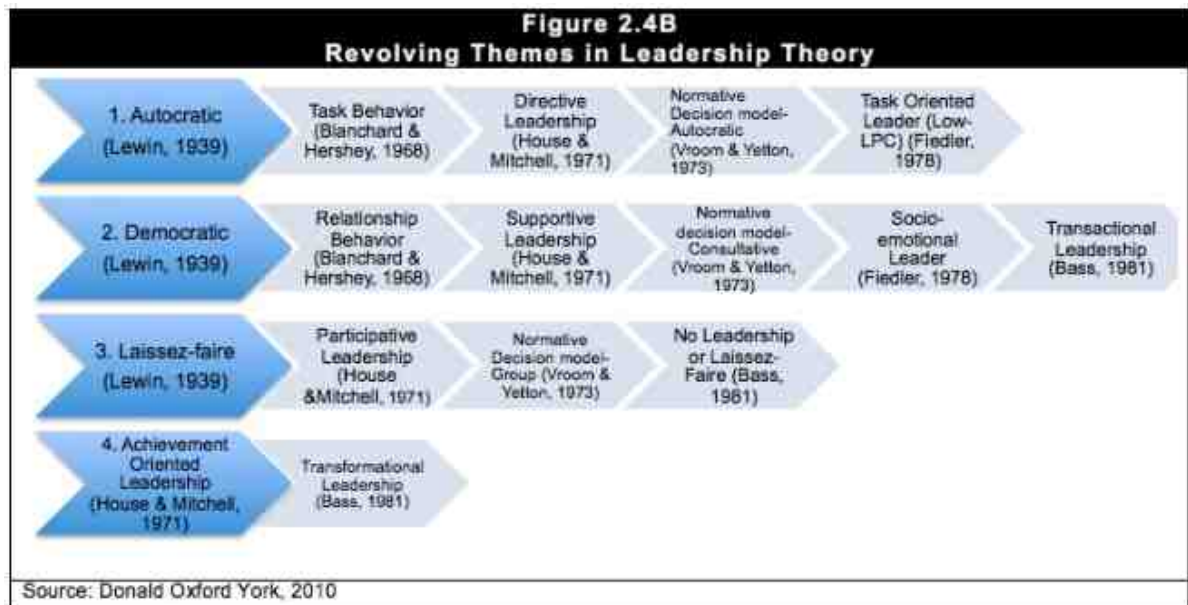 Figure 2.4B
Revolving Themes in Leadership Theory
1. Autocratic
(Lewin, 1939)
Task Behavior
(Blanchard &
Hershey, 1968)
Directive
Leadership
(House &
Mitchell, 1971)
Normative
Decision model-
Autocratic
(Vroom & Yetton,
1973)
Task Oriented
Leader (Low-
LPC) (Fiedler,
1978)
2. Democratic
(Lewin, 1939)
Relationship
Behavior
(Blanchard &
Hershey, 1968)
Supportive
Leadership
(House &
Mitchell, 1971)
Normative
decision model-
Consultative
(Vroom & Yetton,
1973)
Socio-
emotional
Leader
(Fiedler, 1978)
Transactional
Leadership
(Bass, 1981)
3. Laissez-faire
(Lewin, 1939)
Participative
Leadership
(House
&Mitchell, 1971)
Normative
Decision model-
Group (Vroom &
Yetton, 1973)
No Leadership
or Laissez-
Faire (Bass,
1981)
4. Achievement
Oriented
Leadership
(House & Mitchell,
1971)
Transformational
Leadership
(Bass, 1981)
Source: Donald Oxford York, 2010